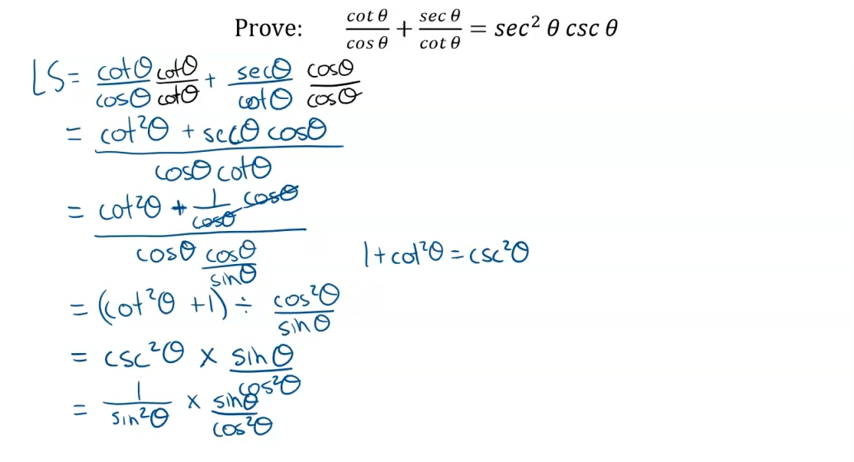 Prove: cot θ/cos θ + sec θ/cot θ = sec² θ csc θ
LS = cotθ/cosθ cotθ/cotθ + secθ/cotθ cosθ/cosθ
= (cot²θ + secθ cosθ)/(cosθ cotθ)
= (cot²θ + 1/cosθ cosθ)/(cosθ cosθ/sinθ)
1 + cot²θ = csc²θ
= (cot²θ + 1) ÷ cos²θ/sinθ
= csc²θ × sinθ/cos²θ
= 1/sin²θ × sinθ/cos²θ